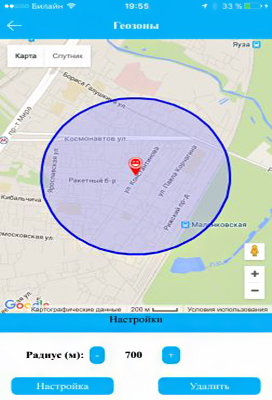 Билайн 19:55 33 %
Геозоны
Яуза
Карта Спутник
Бориса Галушкина ул.
пр-т Мира
Космонавтов ул.
Ярославская ул.
ул. Константинова
Ракетный б-р
ул. Павла Корчагина
Кибальчича
Рижский пр-д
Маленковская
омосковская ул.
Google
Картографические данные 200 м Условия использования
Настройки
Радиус (м): - 700 +
Настройка Удалить